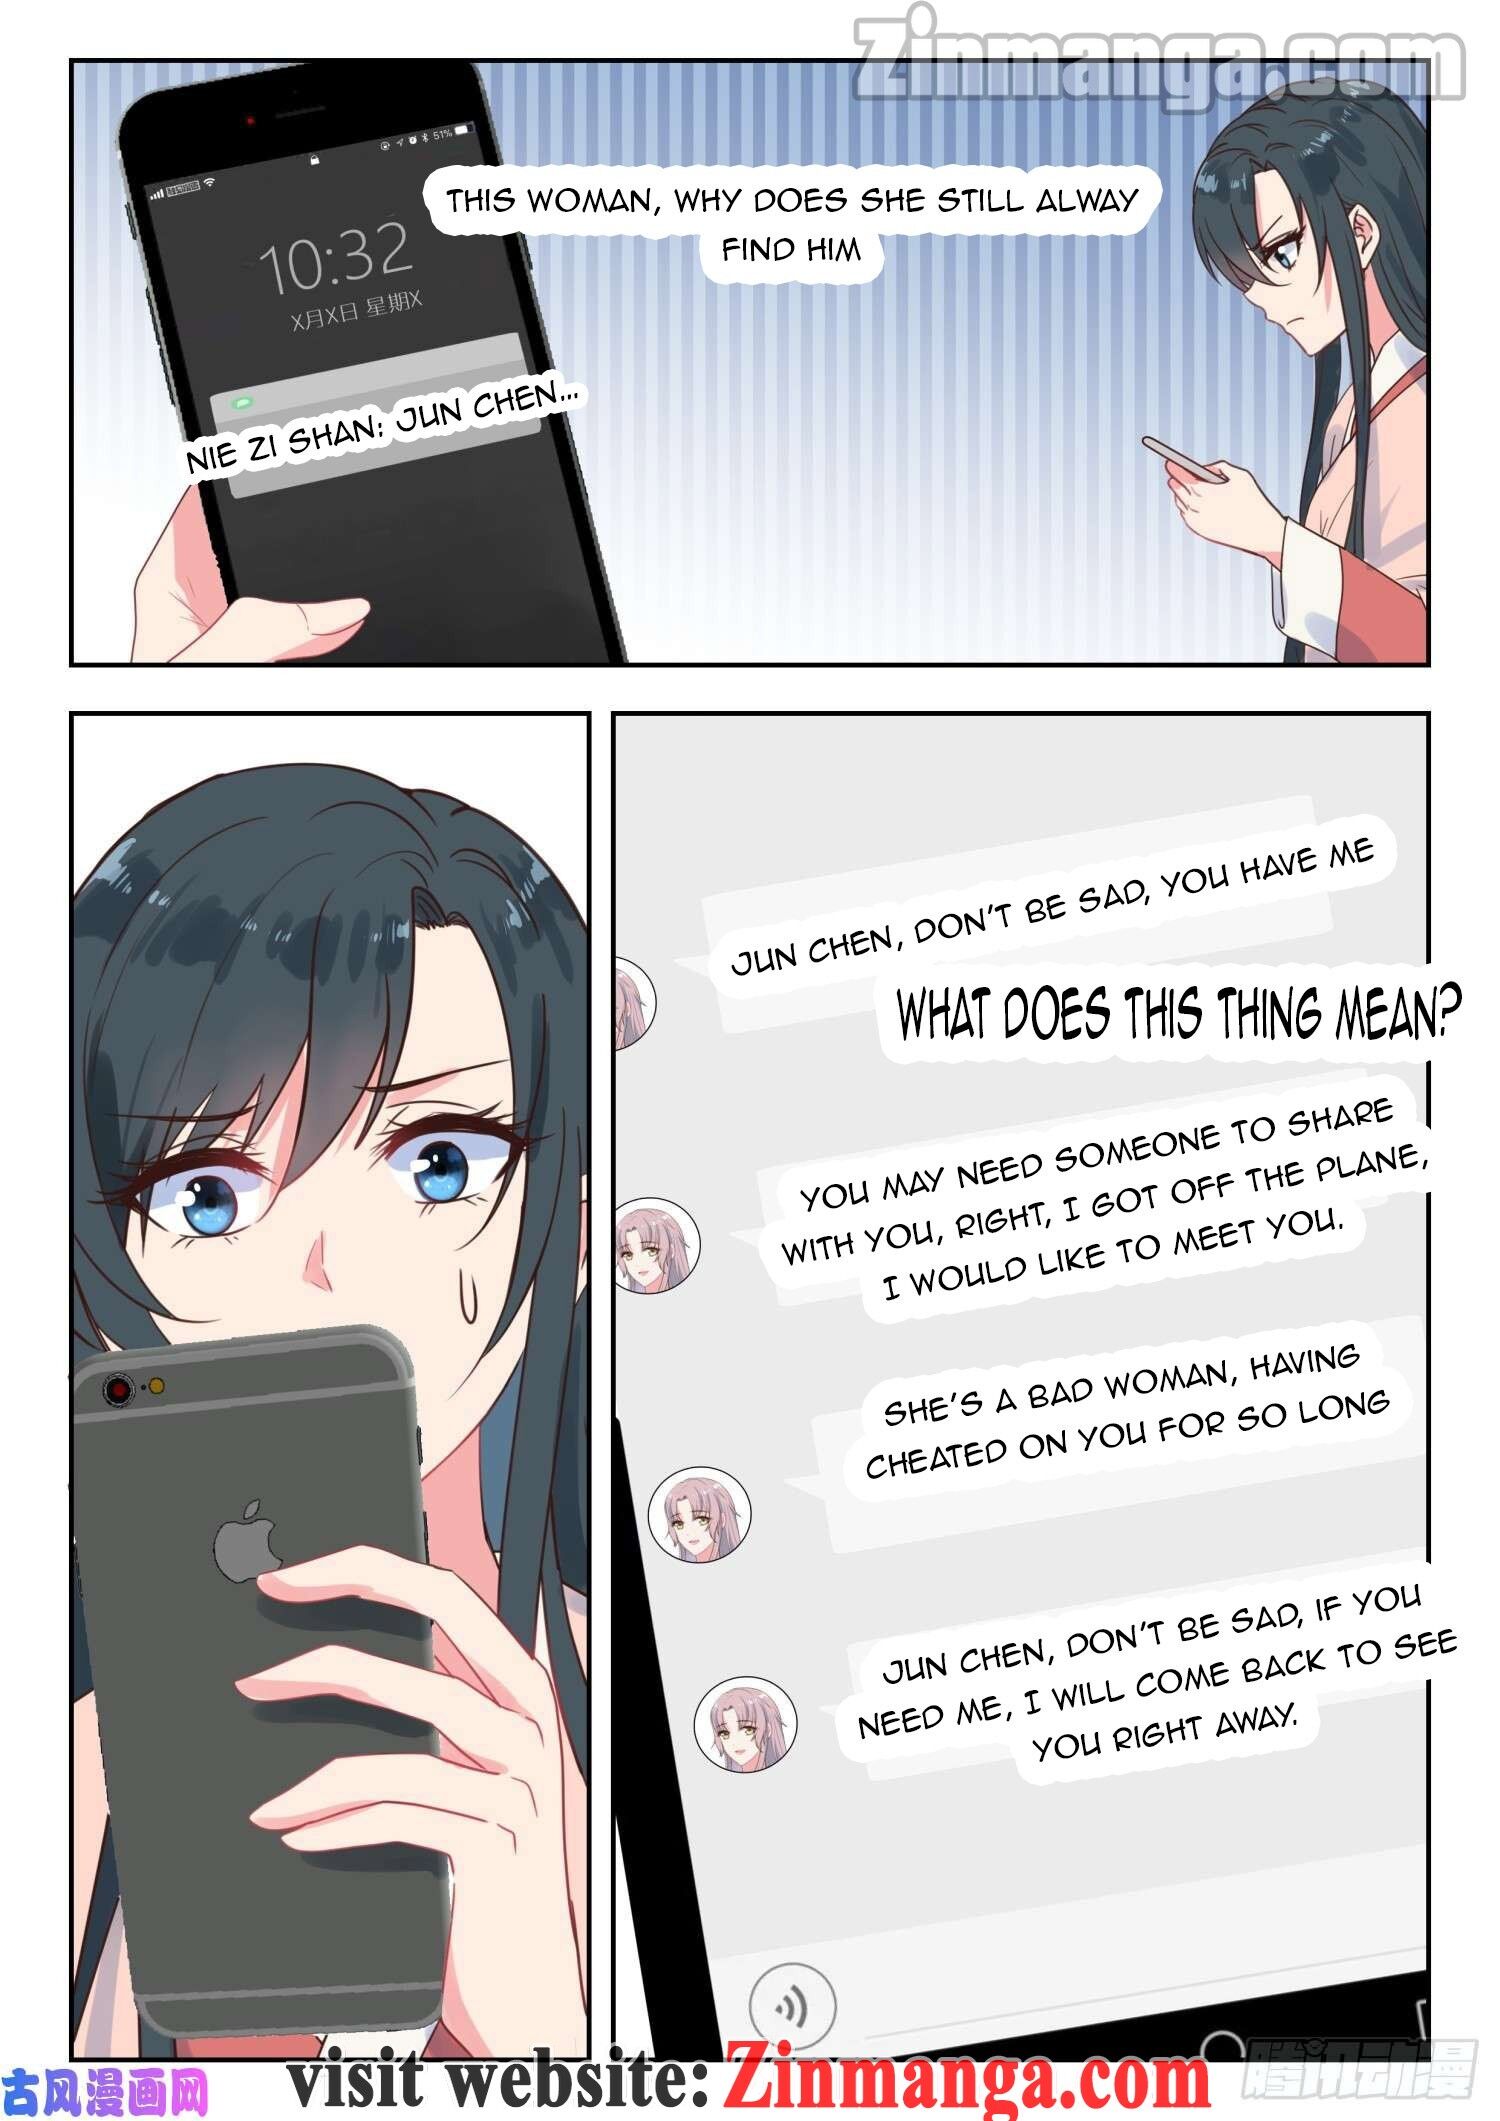 Zinmanga.com
51%
THIS WOMAN, WHY DOES SHE STILL ALWAY
FIND HIM
10:32
X月X日 星期X
NIE ZI SHAN: JUN CHEN...
JUN CHEN, DON'T BE SAD, YOU HAVE ME
WHAT DOES THIS THING MEAN?
YOU MAY NEED SOMEONE TO SHARE
WITH YOU, RIGHT, I GOT OFF THE PLANE,
I WOULD LIKE TO MEET YOU.
SHE'S A BAD WOMAN, HAVING
CHEATED ON YOU FOR SO LONG
JUN CHEN, DON'T BE SAD, IF YOU
NEED ME, I WILL COME BACK TO SEE
YOU RIGHT AWAY.
古风漫画网
visit website: Zinmanga.com
腾讯动漫